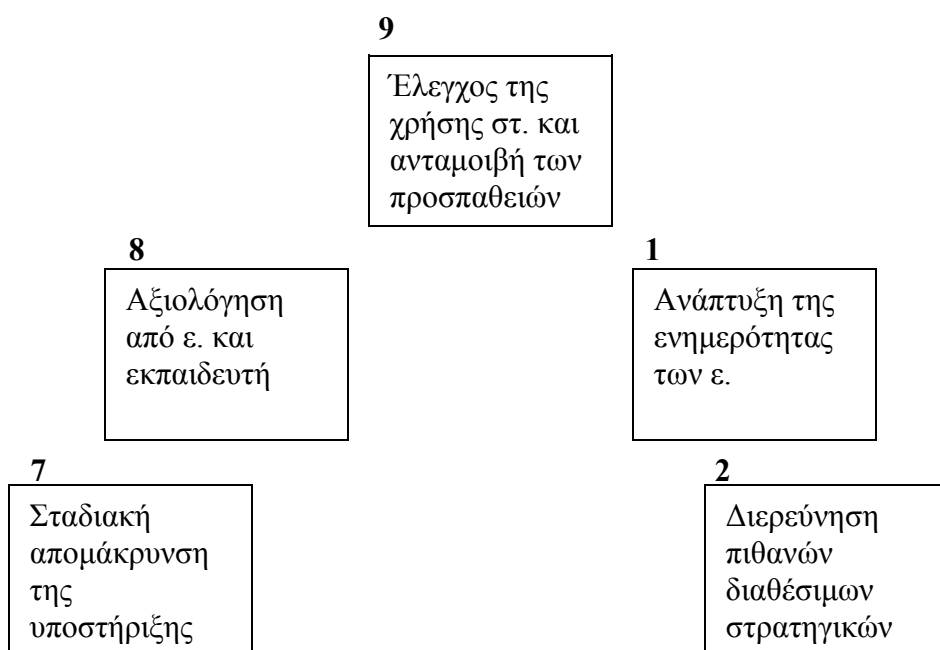 9
Έλεγχος της
χρήσης στ. και
ανταμοιβή των
προσπαθειών
8
Αξιολόγηση
από ε. και
εκπαιδευτή
1
Ανάπτυξη της
ενημερότητας
των ε.
7
Σταδιακή
απομάκρυνση
της
υποστήριξης
2
Διερεύνηση
πιθανών
διαθέσιμων
στρατηγικών